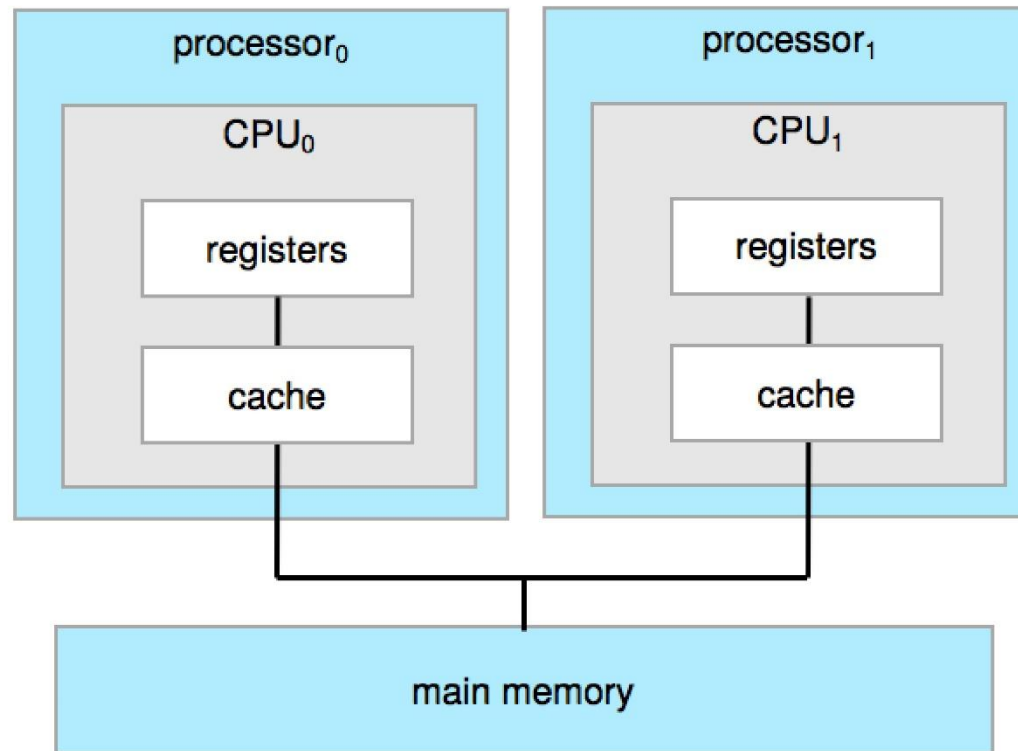 processor₀
CPU₀
registers
cache
processor₁
CPU₁
registers
cache
main memory